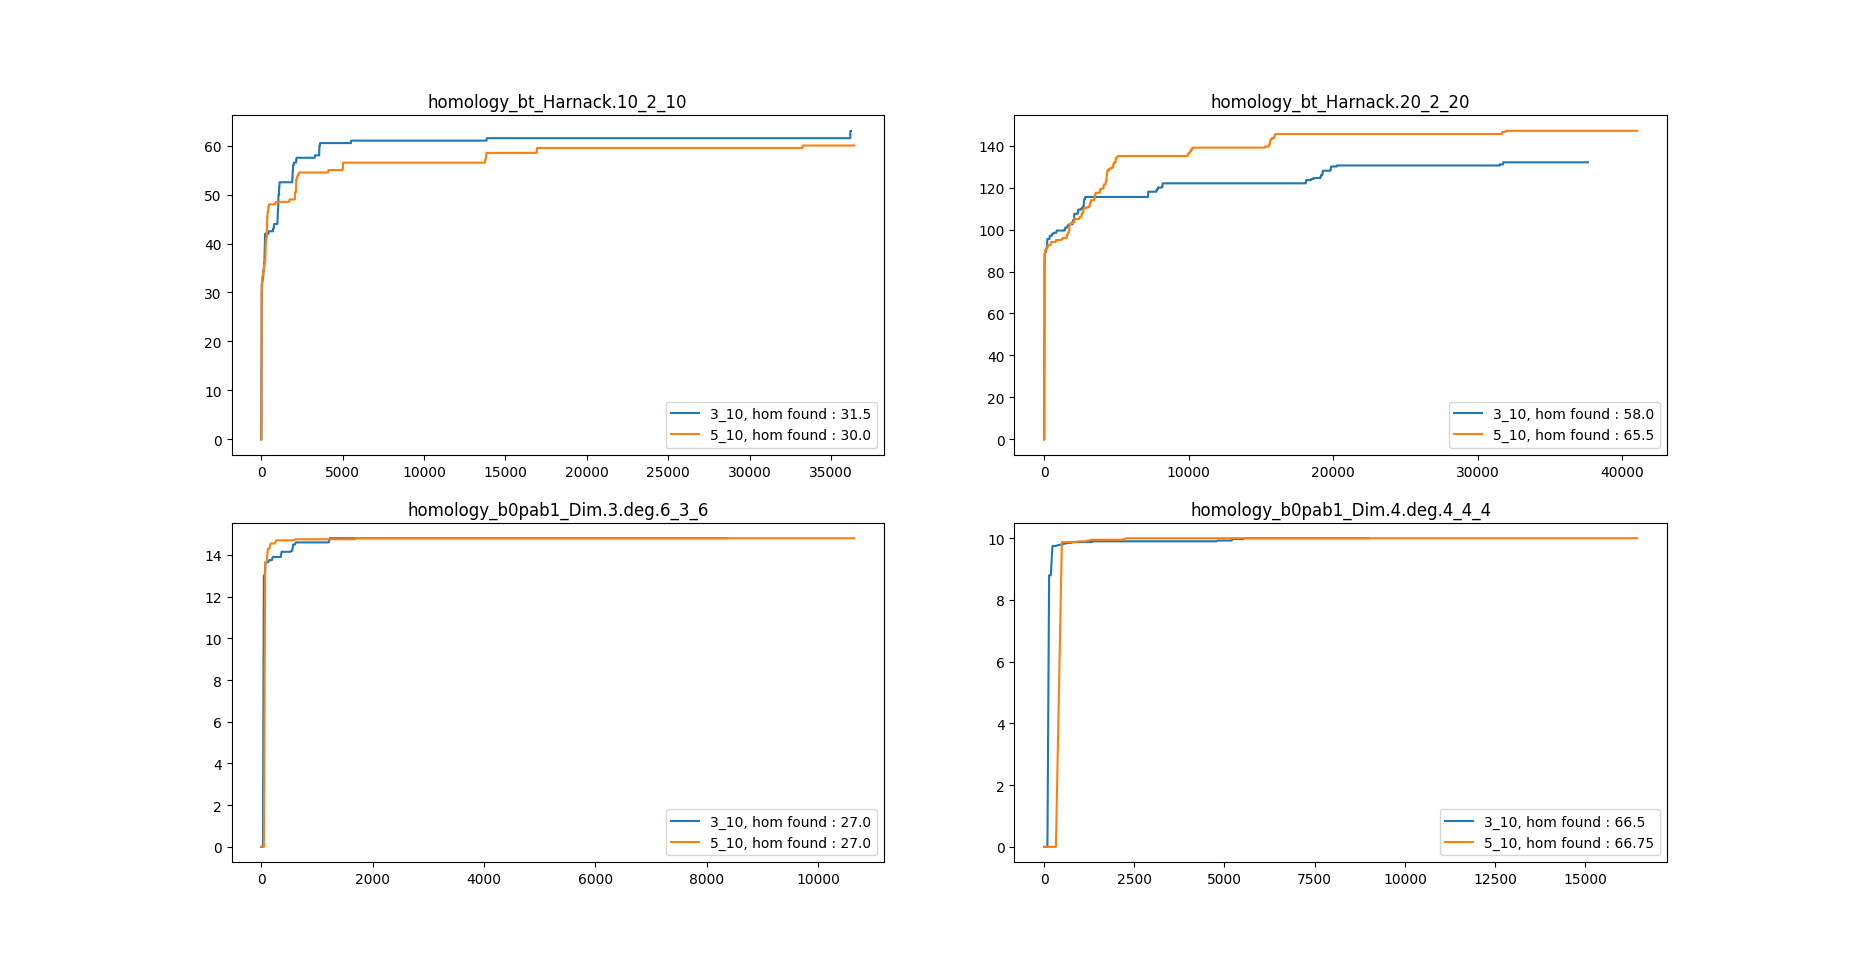 homology_bt_Harnack.10_2_10
60
50
40
30
20
10
0
3_10, hom found : 31.5
5_10, hom found : 30.0
0 5000 10000 15000 20000 25000 30000 35000
homology_bt_Harnack.20_2_20
140
120
100
80
60
40
20
0
3_10, hom found : 58.0
5_10, hom found : 65.5
0 10000 20000 30000 40000
homology_b0pab1_Dim.3.deg.6_3_6
14
12
10
8
6
4
2
0
3_10, hom found : 27.0
5_10, hom found : 27.0
0 2000 4000 6000 8000 10000
homology_b0pab1_Dim.4.deg.4_4_4
10
8
6
4
2
0
3_10, hom found : 66.5
5_10, hom found : 66.75
0 2500 5000 7500 10000 12500 15000